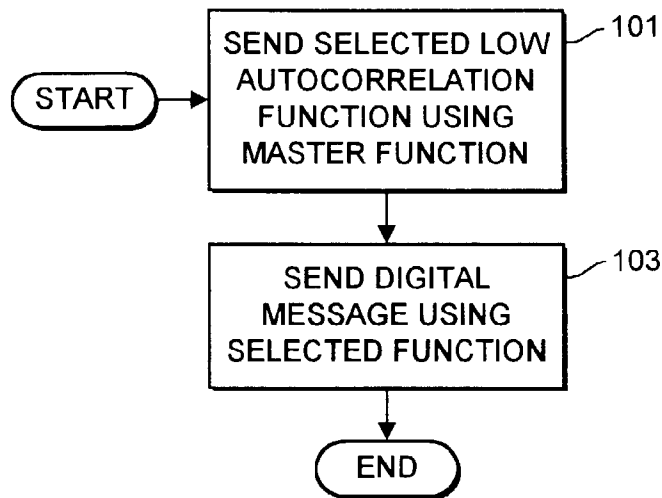 START
SEND SELECTED LOW
AUTOCORRELATION
FUNCTION USING
MASTER FUNCTION
101
SEND DIGITAL
MESSAGE USING
SELECTED FUNCTION
103
END